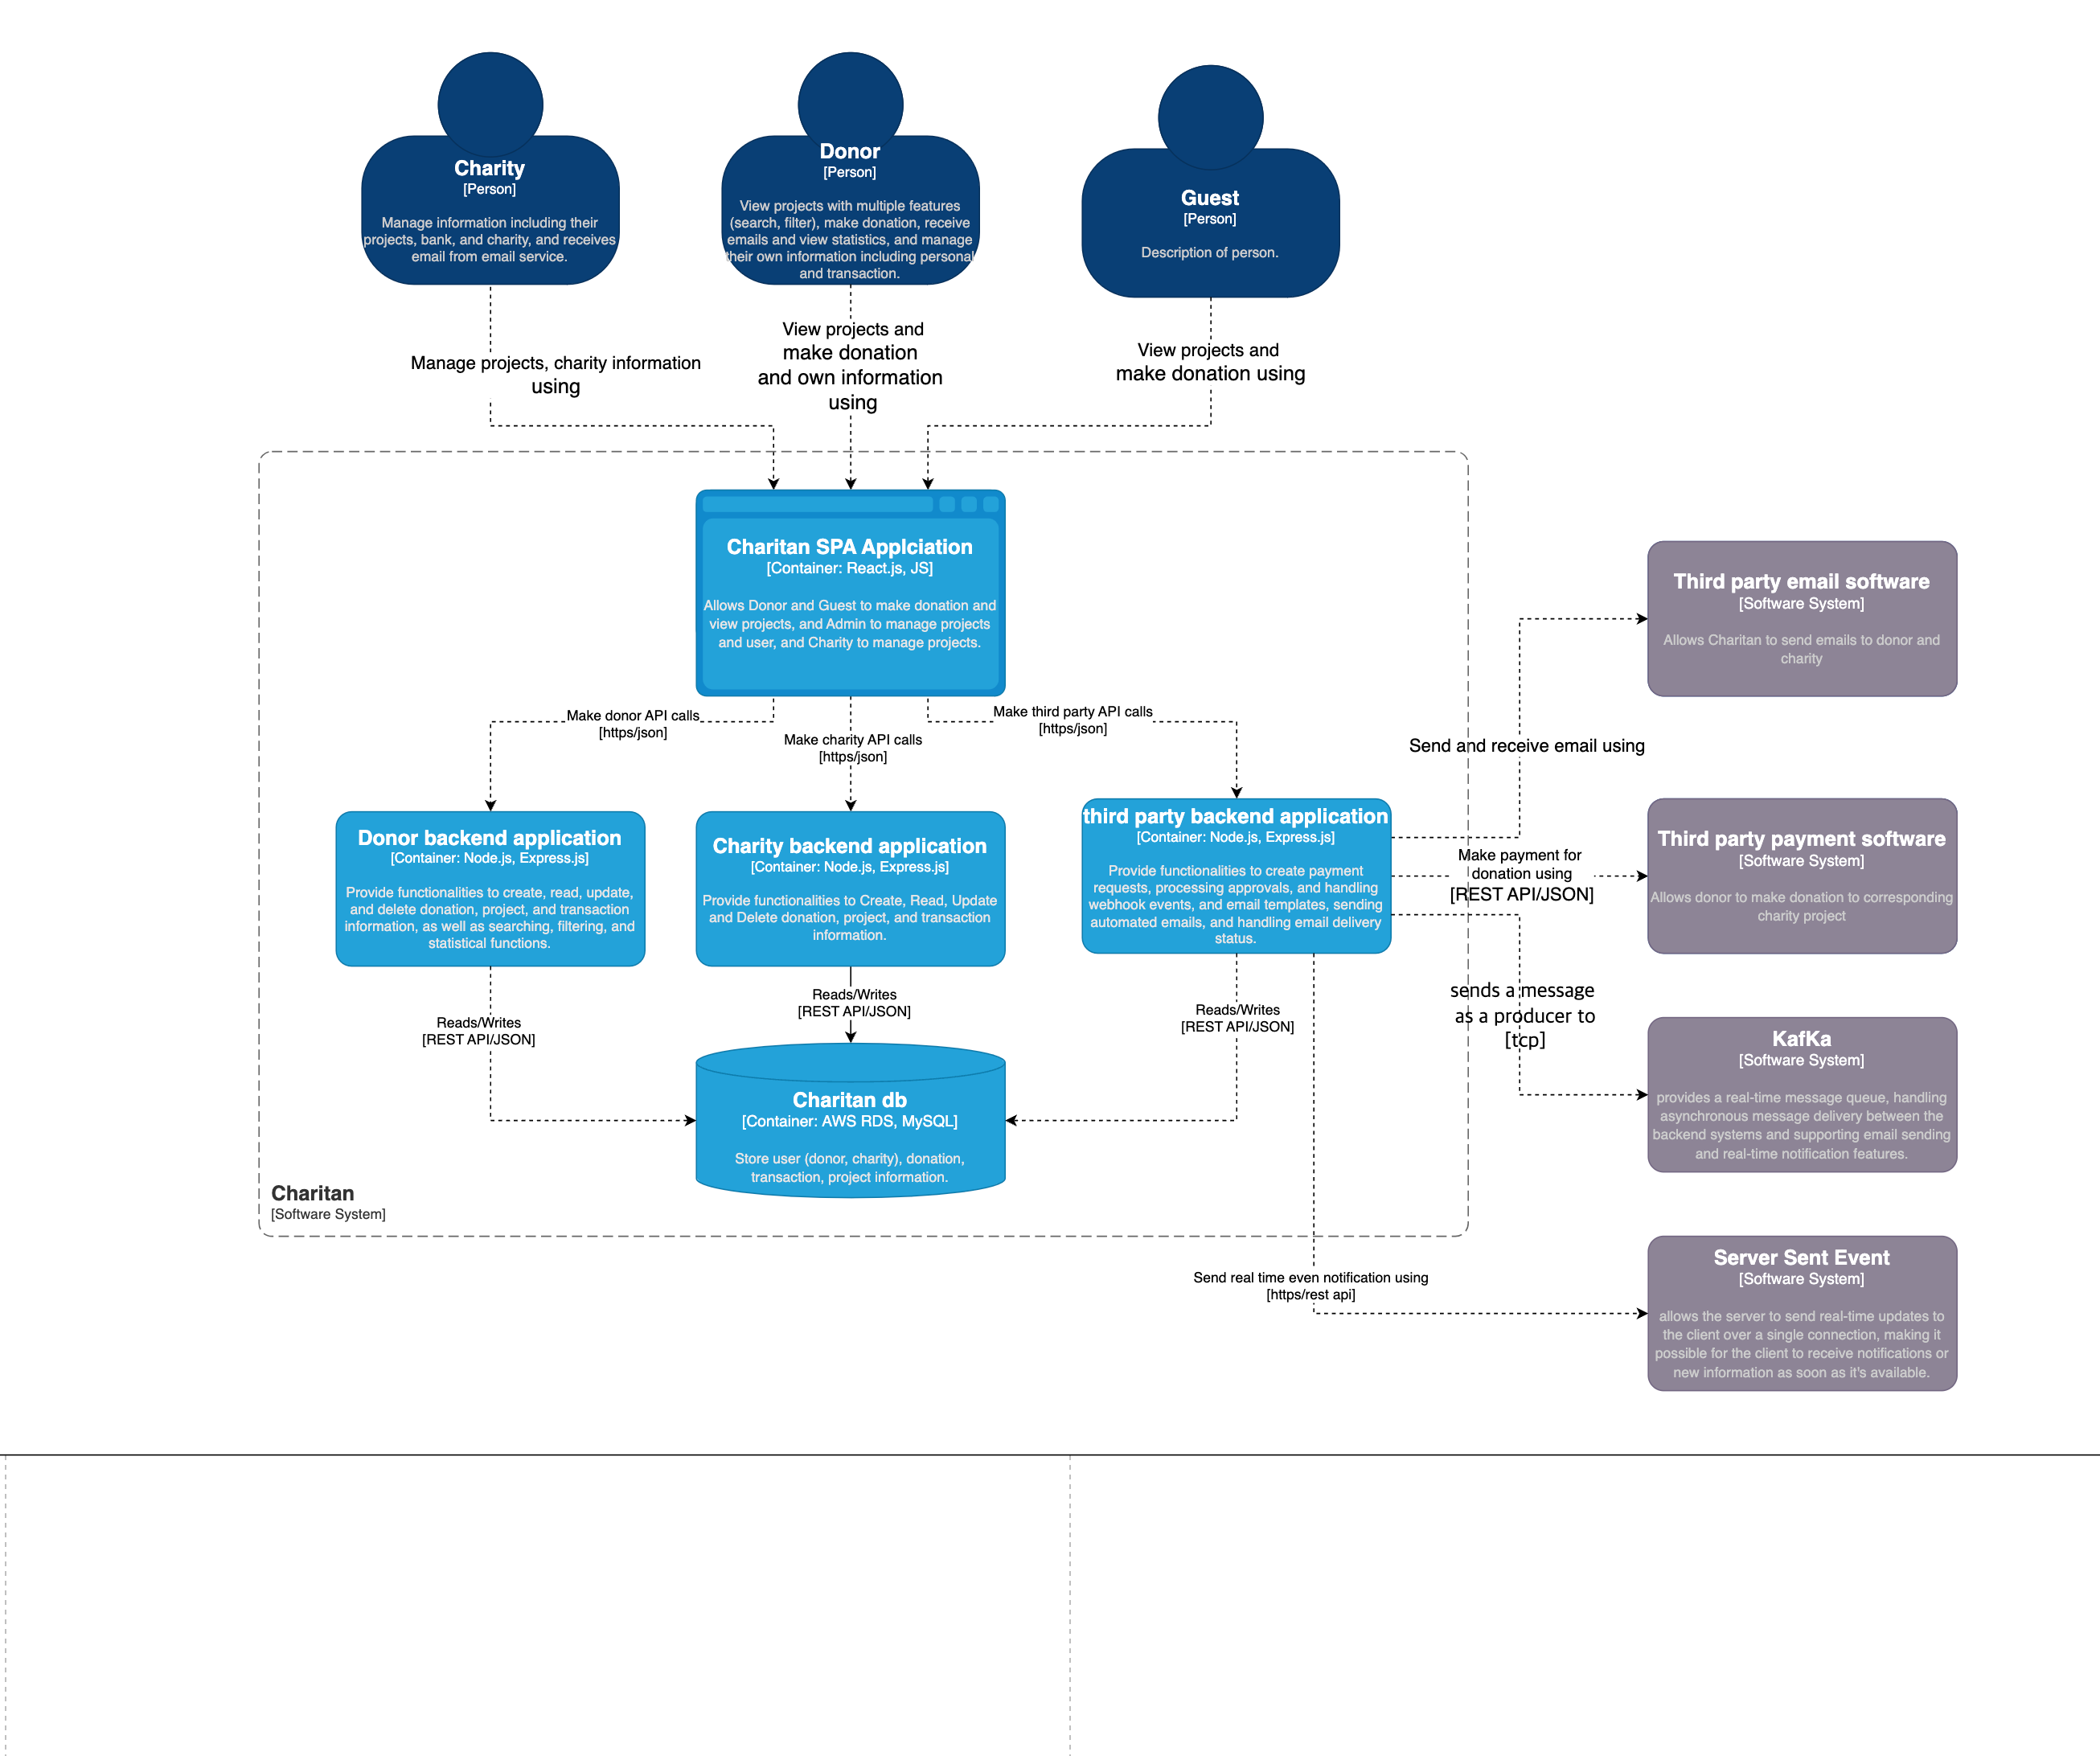 Charity
[Person]
Manage information including their
projects, bank, and charity, and receives
email from email service.
Donor
[Person]
View projects with multiple features
(search, filter), make donation, receive
emails and view statistics, and manage
their own information including personal
and transaction.
Guest
[Person]
Description of person.
Manage projects, charity information
using
View projects and
make donation
and own information
using
View projects and
make donation using
Charitan SPA Applciation
[Container: React.js, JS]
Allows Donor and Guest to make donation and
view projects, and Admin to manage projects
and user, and Charity to manage projects.
Make donor API calls
[https/json]
Make charity API calls
[https/json]
Make third party API calls
[https/json]
Donor backend application
[Container: Node.js, Express.js]
Provide functionalities to create, read, update,
and delete donation, project, and transaction
information, as well as searching, filtering, and
statistical functions.
Charity backend application
[Container: Node.js, Express.js]
Provide functionalities to Create, Read, Update
and Delete donation, project, and transaction
information.
third party backend application
[Container: Node.js, Express.js]
Provide functionalities to create payment
requests, processing approvals, and handling
webhook events, and email templates, sending
automated emails, and handling email delivery
status.
Reads/Writes
[REST API/JSON]
Reads/Writes
[REST API/JSON]
Reads/Writes
[REST API/JSON]
Charitan db
[Container: AWS RDS, MySQL]
Store user (donor, charity), donation,
transaction, project information.
Charitan
[Software System]
Send and receive email using
Make payment for
donation using
[REST API/JSON]
sends a message
as a producer to
[tcp]
Send real time even notification using
[https/rest api]
Third party email software
[Software System]
Allows Charitan to send emails to donor and
charity
Third party payment software
[Software System]
Allows donor to make donation to corresponding
charity project
KafKa
[Software System]
provides a real-time message queue, handling
asynchronous message delivery between the
backend systems and supporting email sending
and real-time notification features.
Server Sent Event
[Software System]
allows the server to send real-time updates to
the client over a single connection, making it
possible for the client to receive notifications or
new information as soon as it's available.